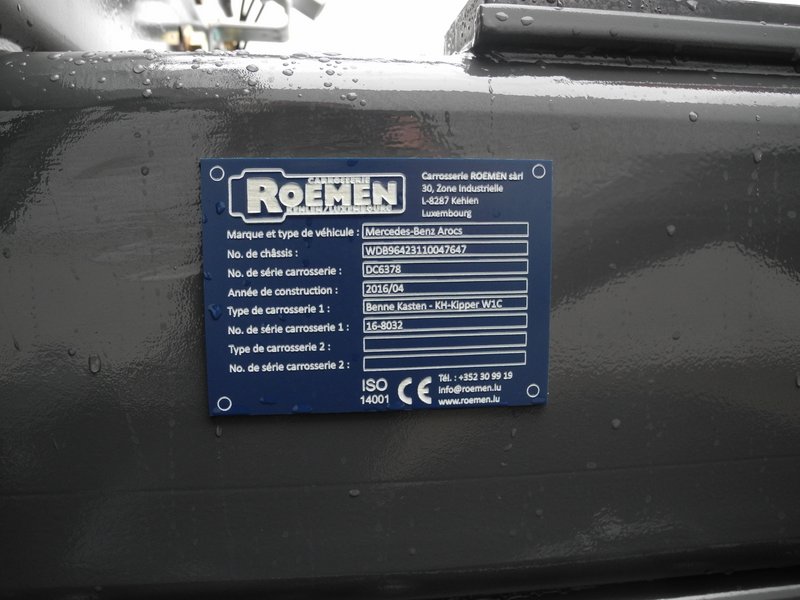 CARROSSERIE
ROEMEN
KEHLEN/LUXEMBOURG
Carrosserie ROEMEN sàrl
30, Zone Industrielle
L-8287 Kehlen
Luxembourg
Marque et type de véhicule : Mercedes-Benz Arocs
No. de châssis : WDB96423110047647
No. de série carrosserie : DC6378
Année de construction : 2016/04
Type de carrosserie 1 : Benne Kasten - KH-Kipper W1C
No. de série carrosserie 1 : 16-8032
Type de carrosserie 2 :
No. de série carrosserie 2 :
ISO
14001
CE
Tél. : +352 30 99 19
info@roemen.lu
www.roemen.lu